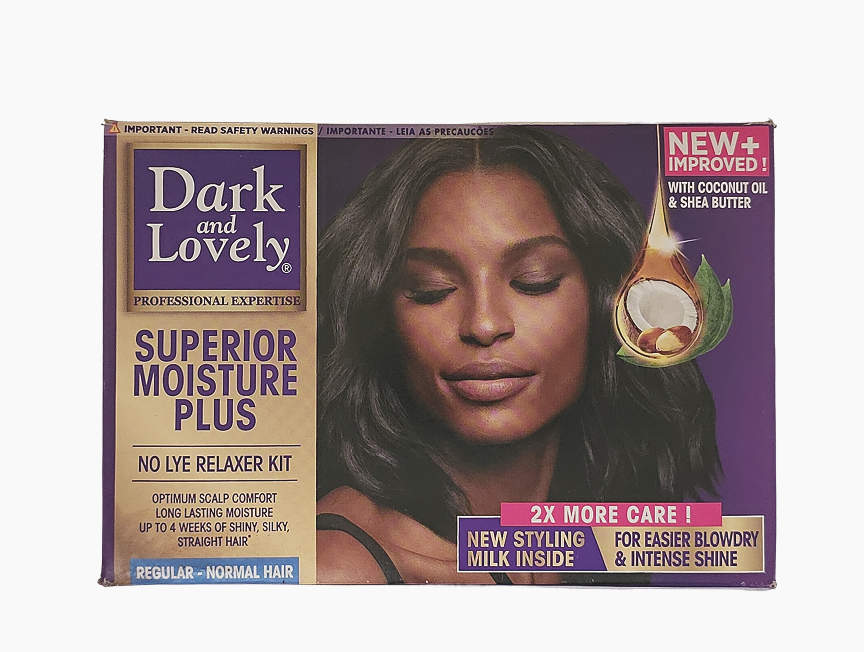 IMPORTANT - READ SAFETY WARNINGS / IMPORTANTE - LEIA AS PRECAUCÕES
Dark
and
Lovely®
PROFESSIONAL EXPERTISE
SUPERIOR
MOISTURE
PLUS
NO LYE RELAXER KIT
OPTIMUM SCALP COMFORT
LONG LASTING MOISTURE
UP TO 4 WEEKS OF SHINY, SILKY,
STRAIGHT HAIR*
REGULAR - NORMAL HAIR
NEW+
IMPROVED!
WITH COCONUT OIL
& SHEA BUTTER
2X MORE CARE !
NEW STYLING
MILK INSIDE
FOR EASIER BLOWDRY
& INTENSE SHINE